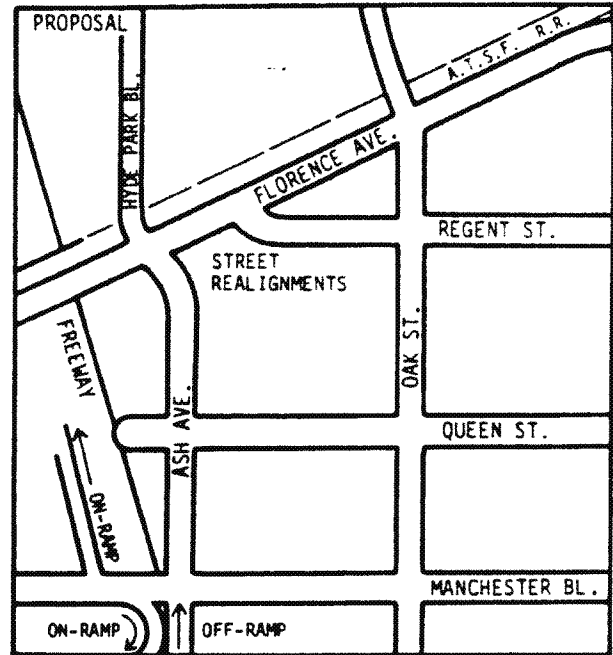 PROPOSAL
HYDE PARK BL.
A.T.S.F. R.R.
FLORENCE AVE.
REGENT ST.
STREET
REALIGNMENTS
OAK ST.
FREEWAY
ASH AVE.
QUEEN ST.
ON-RAMP
MANCHESTER BL.
ON-RAMP
OFF-RAMP